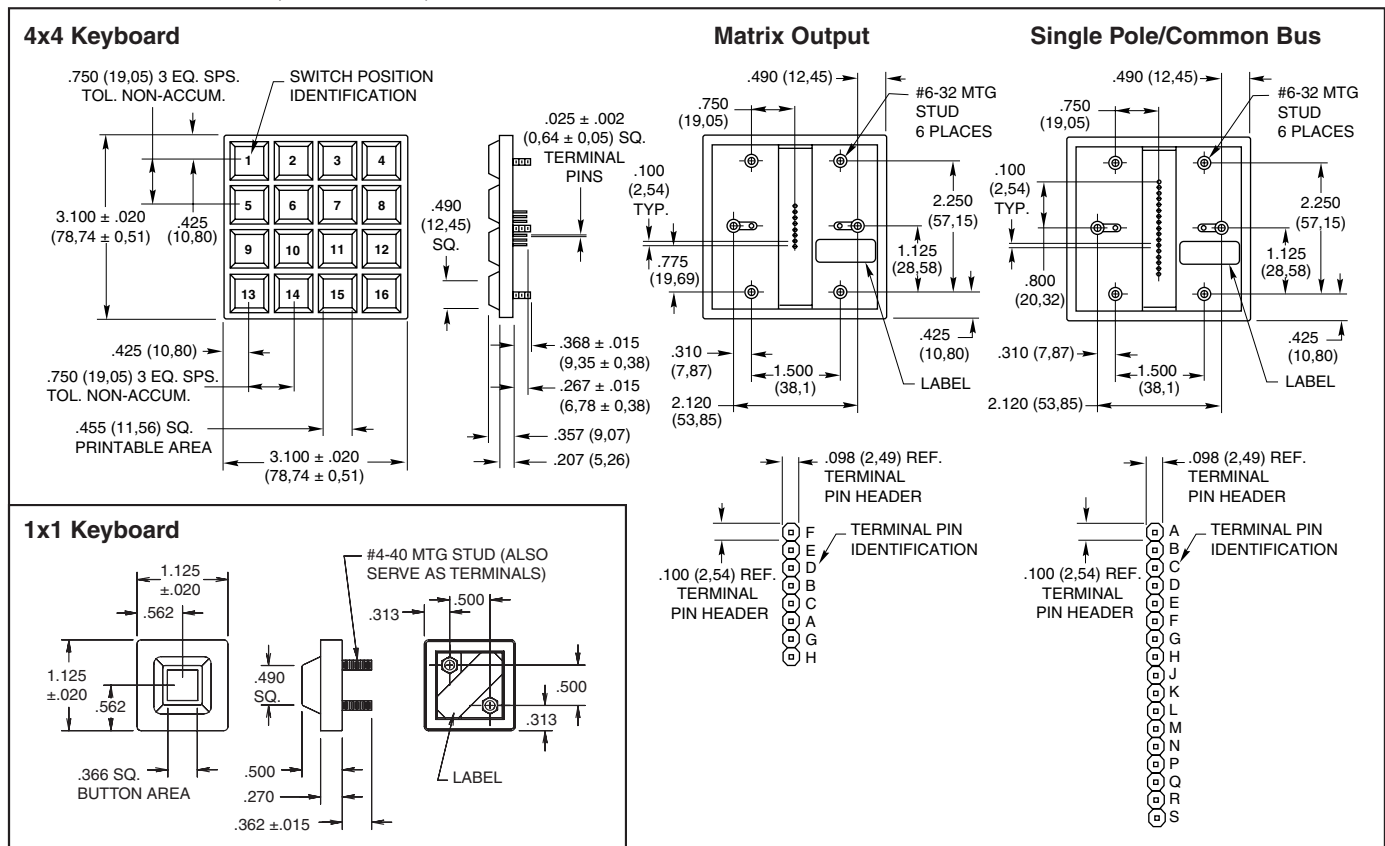 4x4 Keyboard
.750 (19,05) 3 EQ. SPS.
TOL. NON-ACCUM.
SWITCH POSITION
IDENTIFICATION
1 2 3 4
5 6 7 8
9 10 11 12
13 14 15 16
3.100 ± .020
(78,74 ± 0,51)
.425
(10,80)
.425 (10,80)
.750 (19,05) 3 EQ. SPS.
TOL. NON-ACCUM.
.455 (11,56) SQ.
PRINTABLE AREA
3.100 ± .020
(78,74 ± 0,51)
.025 ± .002
(0,64 ± 0,05) SQ.
TERMINAL
PINS
.490
(12,45)
SQ.
.368 ± .015
(9,35 ± 0,38)
.267 ± .015
(6,78 ± 0,38)
.357 (9,07)
.207 (5,26)
Matrix Output
.490 (12,45)
.750
(19,05)
#6-32 MTG
STUD
6 PLACES
.100
(2,54)
TYP.
2.250
(57,15)
1.125
(28,58)
.775
(19,69)
.425
(10,80)
.310
(7,87)
1.500
(38,1)
LABEL
2.120
(53,85)
.098 (2,49) REF.
TERMINAL
PIN HEADER
TERMINAL PIN
IDENTIFICATION
.100 (2,54) REF.
TERMINAL
PIN HEADER
F
E
D
B
C
A
G
H
Single Pole/Common Bus
.490 (12,45)
.750
(19,05)
#6-32 MTG
STUD
6 PLACES
.100
(2,54)
TYP.
2.250
(57,15)
1.125
(28,58)
.800
(20,32)
.425
(10,80)
.310 (7,87)
1.500
(38,1)
LABEL
2.120 (53,85)
.098 (2,49) REF.
TERMINAL
PIN HEADER
TERMINAL PIN
IDENTIFICATION
.100 (2,54) REF.
TERMINAL
PIN HEADER
A
B
C
D
E
F
G
H
J
K
L
M
N
P
Q
R
S
1x1 Keyboard
1.125
±.020
.562
1.125
±.020
.562
.366 SQ.
BUTTON AREA
#4-40 MTG STUD (ALSO
SERVE AS TERMINALS)
.490
SQ.
.500
.270
.362 ±.015
.313
.500
.500
.313
LABEL